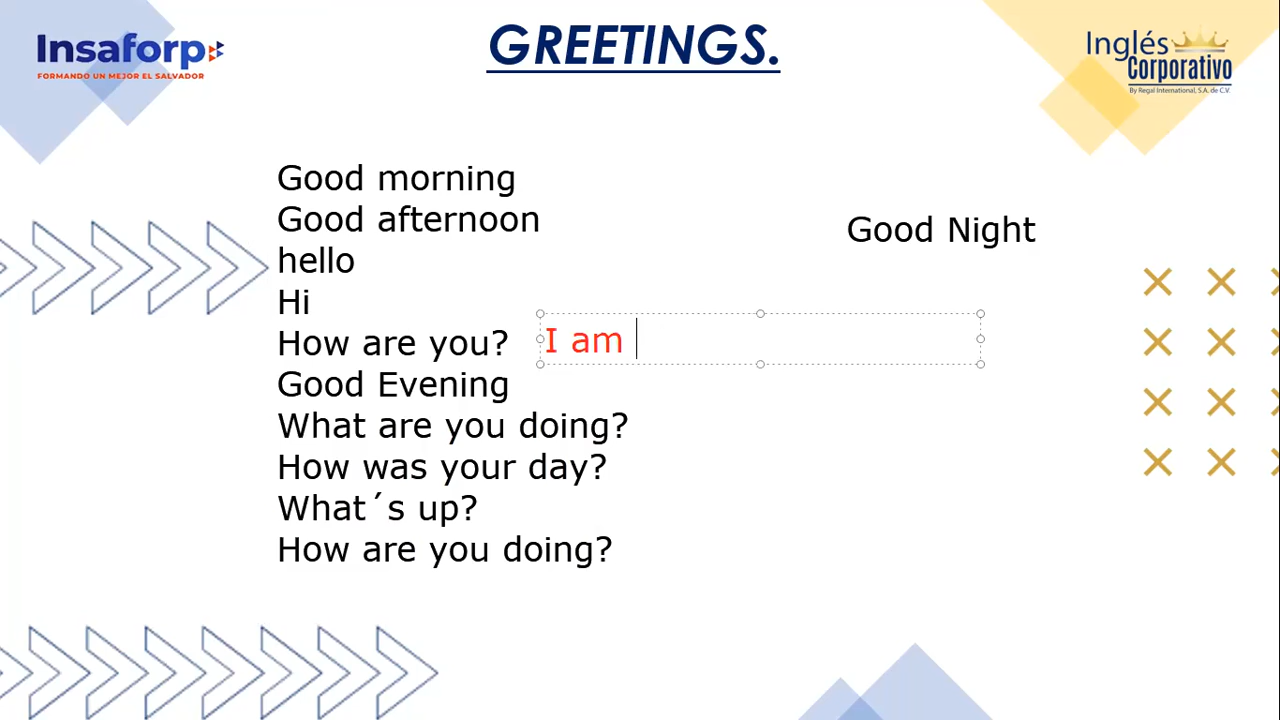 Insaforp
FORMANDO UN MEJOR EL SALVADOR
GREETINGS.
Inglés
Corporativo
By Regal International, S.A. de C.V.
Good morning
Good afternoon
Good Night
hello
Hi
How are you? I am
Good Evening
What are you doing?
How was your day?
What´s up?
How are you doing?